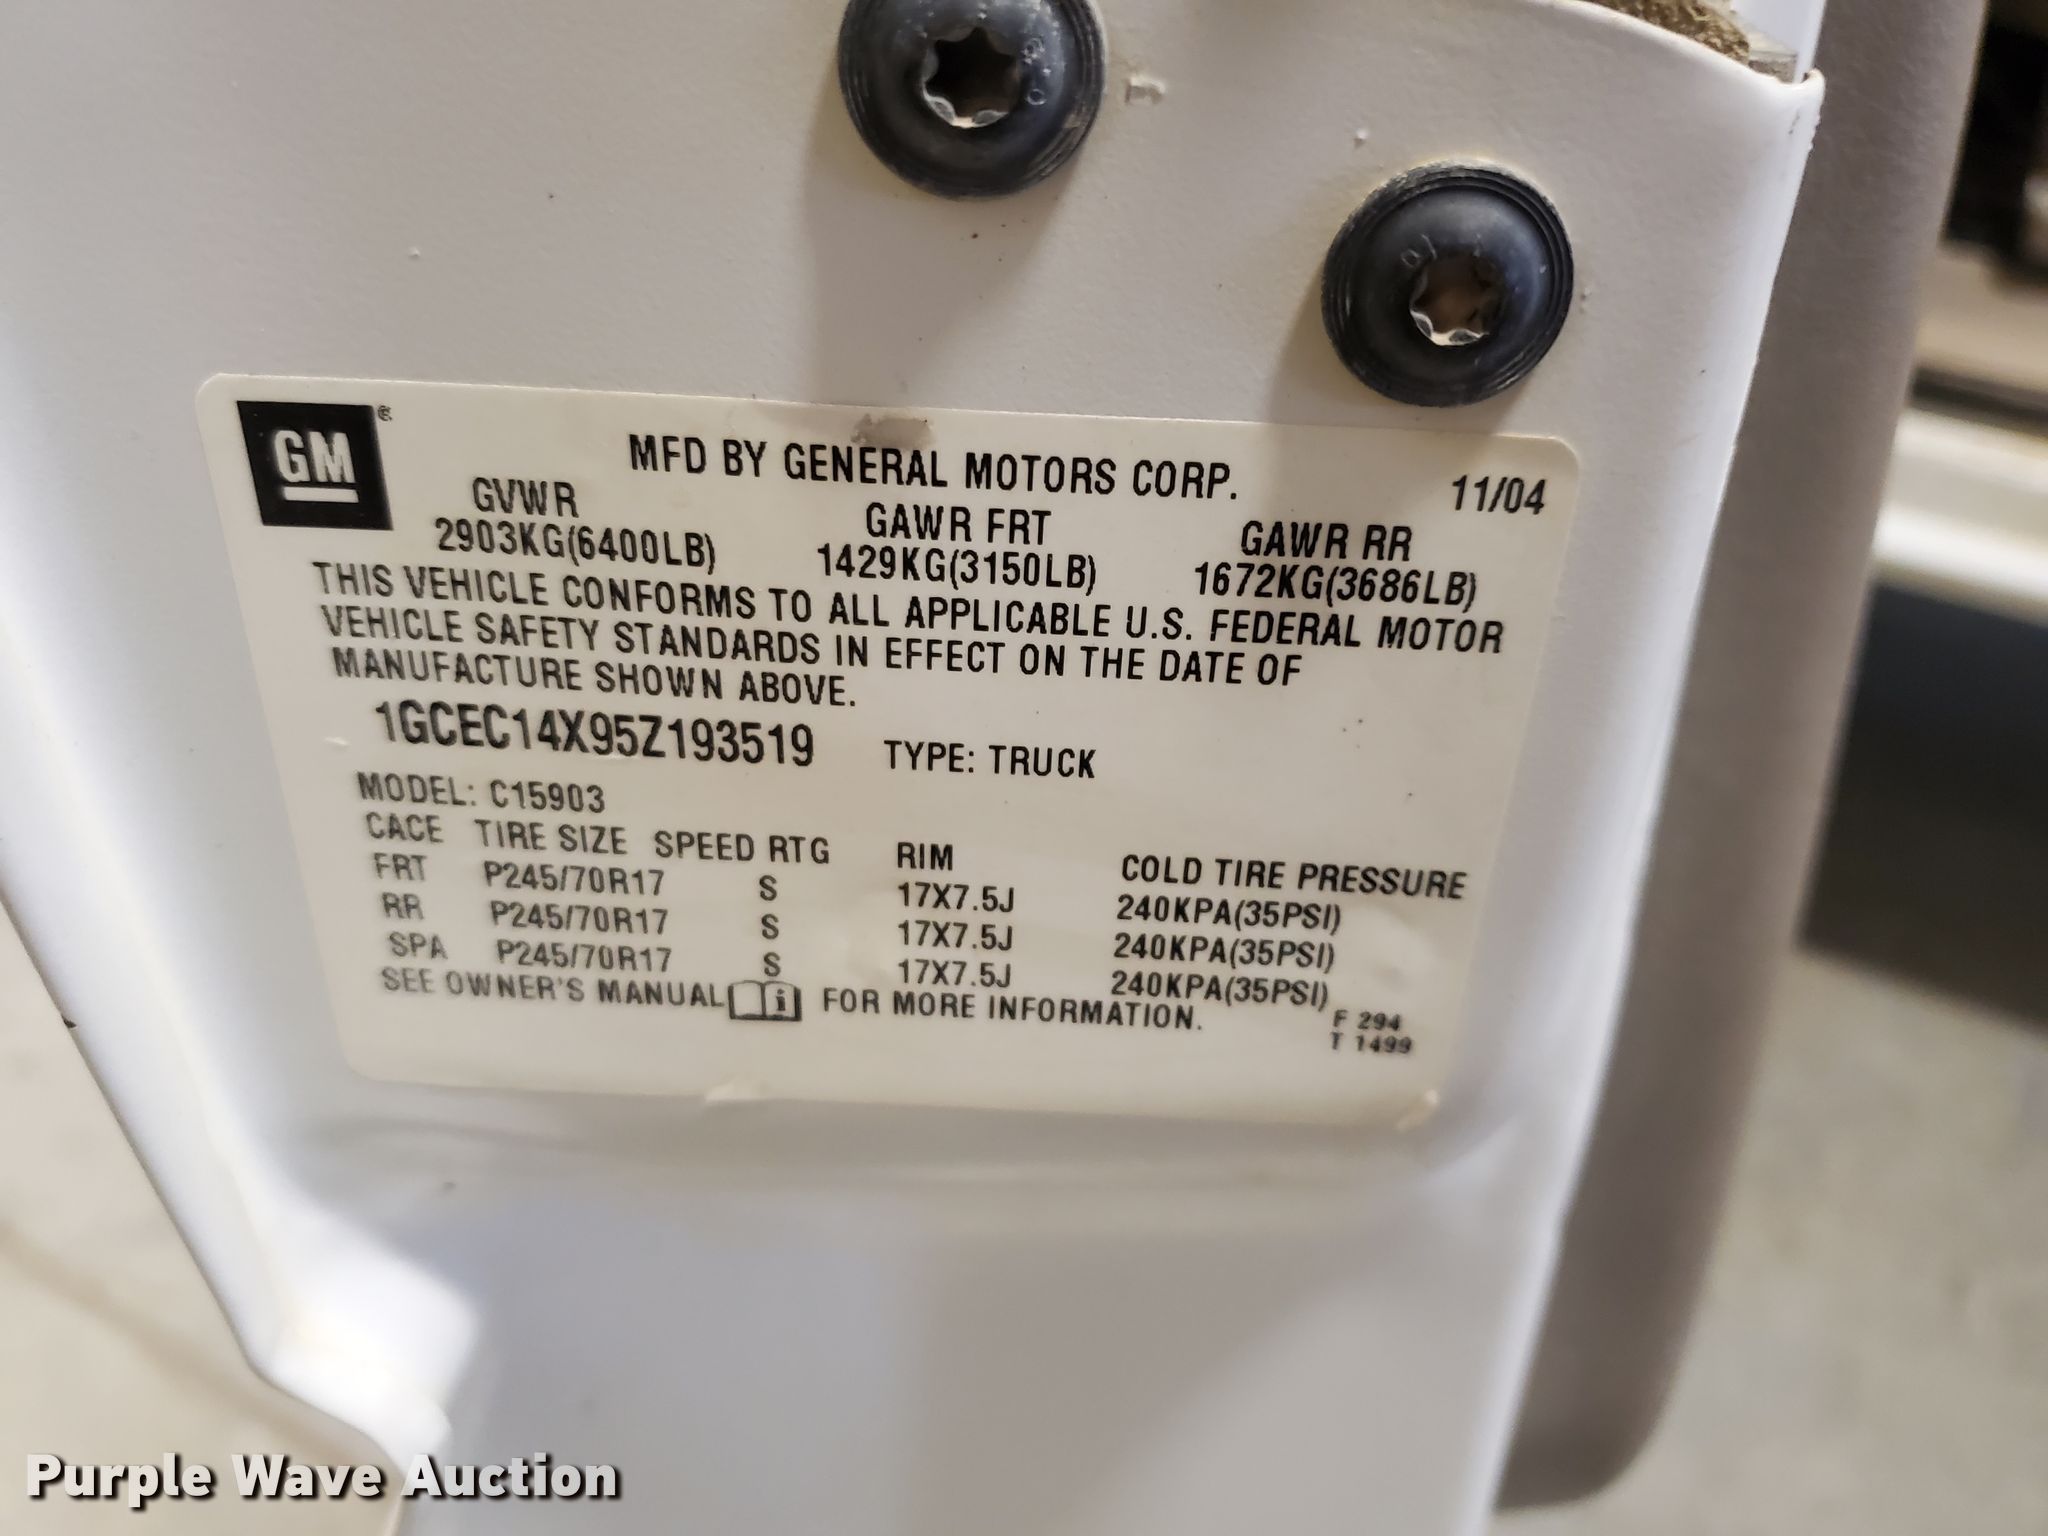 GM
MFD BY GENERAL MOTORS CORP.
11/04
GVWR GAWR FRT GAWR RR
2903KG(6400LB) 1429KG(3150LB) 1672KG(3686LB)
THIS VEHICLE CONFORMS TO ALL APPLICABLE U.S. FEDERAL MOTOR
VEHICLE SAFETY STANDARDS IN EFFECT ON THE DATE OF
MANUFACTURE SHOWN ABOVE.
1GCEC14X95Z193519 TYPE: TRUCK
MODEL: C15903
CACE TIRE SIZE SPEED RTG RIM COLD TIRE PRESSURE
FRT P245/70R17 S 17X7.5J 240KPA(35PSI)
RR P245/70R17 S 17X7.5J 240KPA(35PSI)
SPA P245/70R17 S 17X7.5J 240KPA(35PSI)
SEE OWNER'S MANUAL i FOR MORE INFORMATION.
F 294
T 1499
Purple Wave Auction